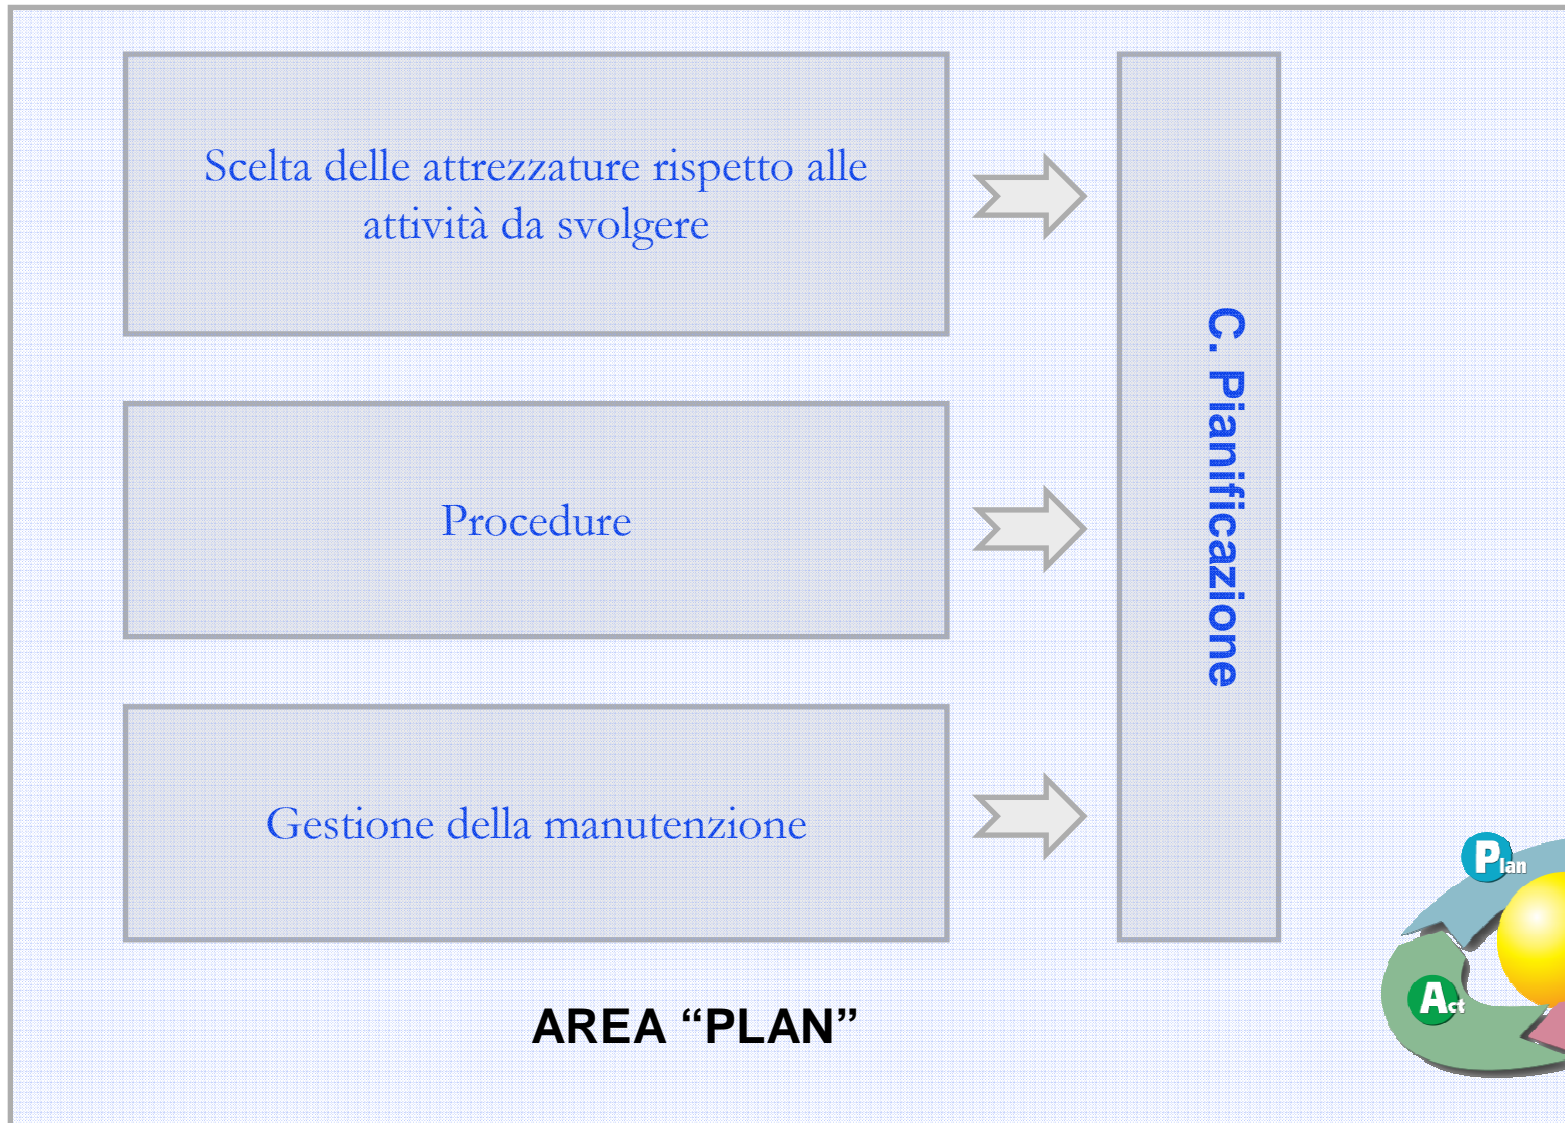 Scelta delle attrezzature rispetto alle
attività da svolgere
C. Pianificazione
Procedure
Gestione della manutenzione
Plan
Act
AREA “PLAN”